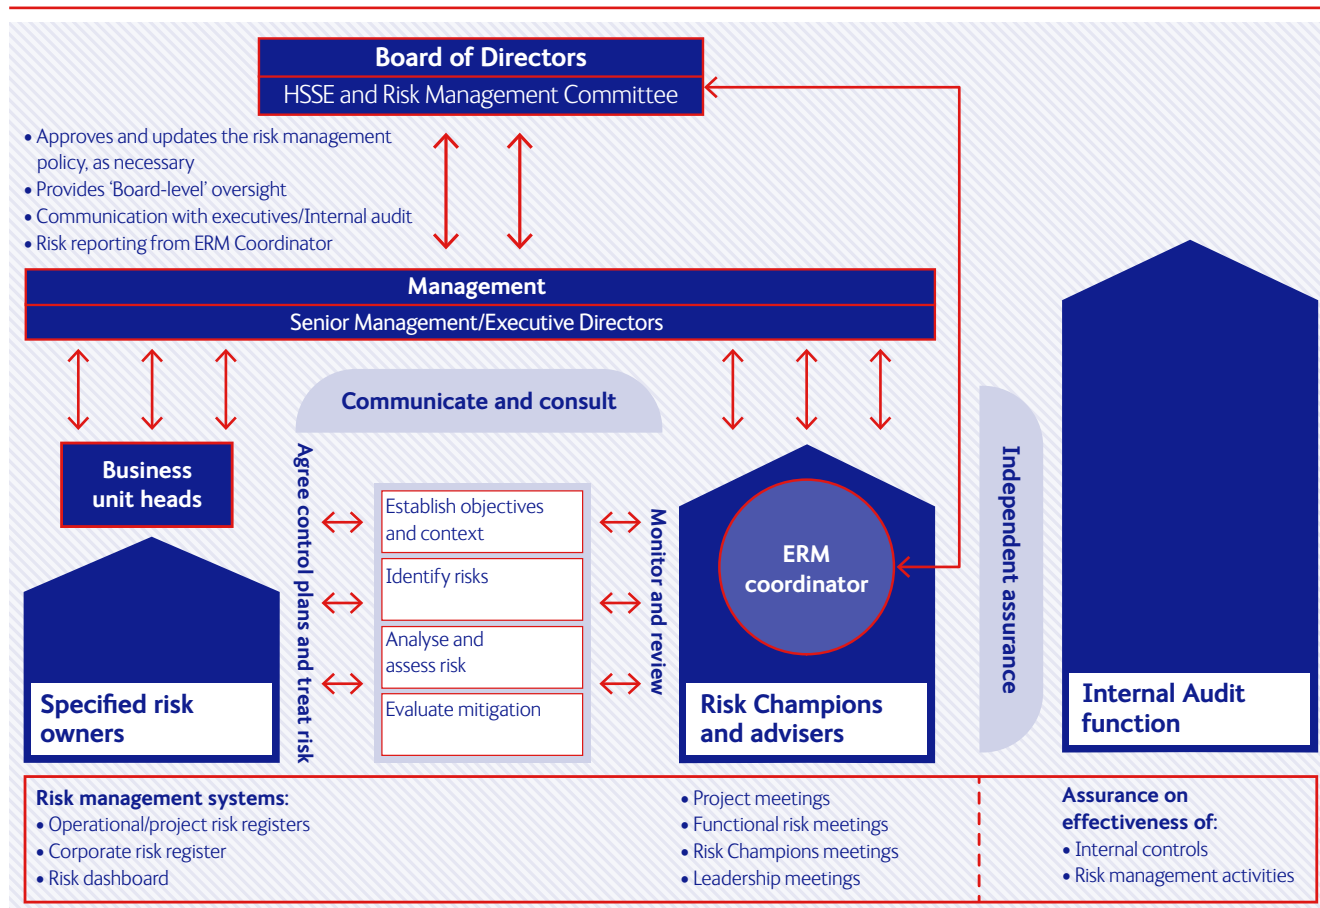 Board of Directors
HSSE and Risk Management Committee
• Approves and updates the risk management
policy, as necessary
• Provides ‘Board-level’ oversight
• Communication with executives/Internal audit
• Risk reporting from ERM Coordinator
Management
Senior Management/Executive Directors
Communicate and consult
Business
unit heads
Agree control plans and treat risk
Establish objectives
and context
Identify risks
Analyse and
assess risk
Evaluate mitigation
Monitor and review
ERM
coordinator
Independent assurance
Specified risk
owners
Risk Champions
and advisers
Internal Audit
function
Risk management systems:
• Operational/project risk registers
• Corporate risk register
• Risk dashboard
• Project meetings
• Functional risk meetings
• Risk Champions meetings
• Leadership meetings
Assurance on
effectiveness of:
• Internal controls
• Risk management activities